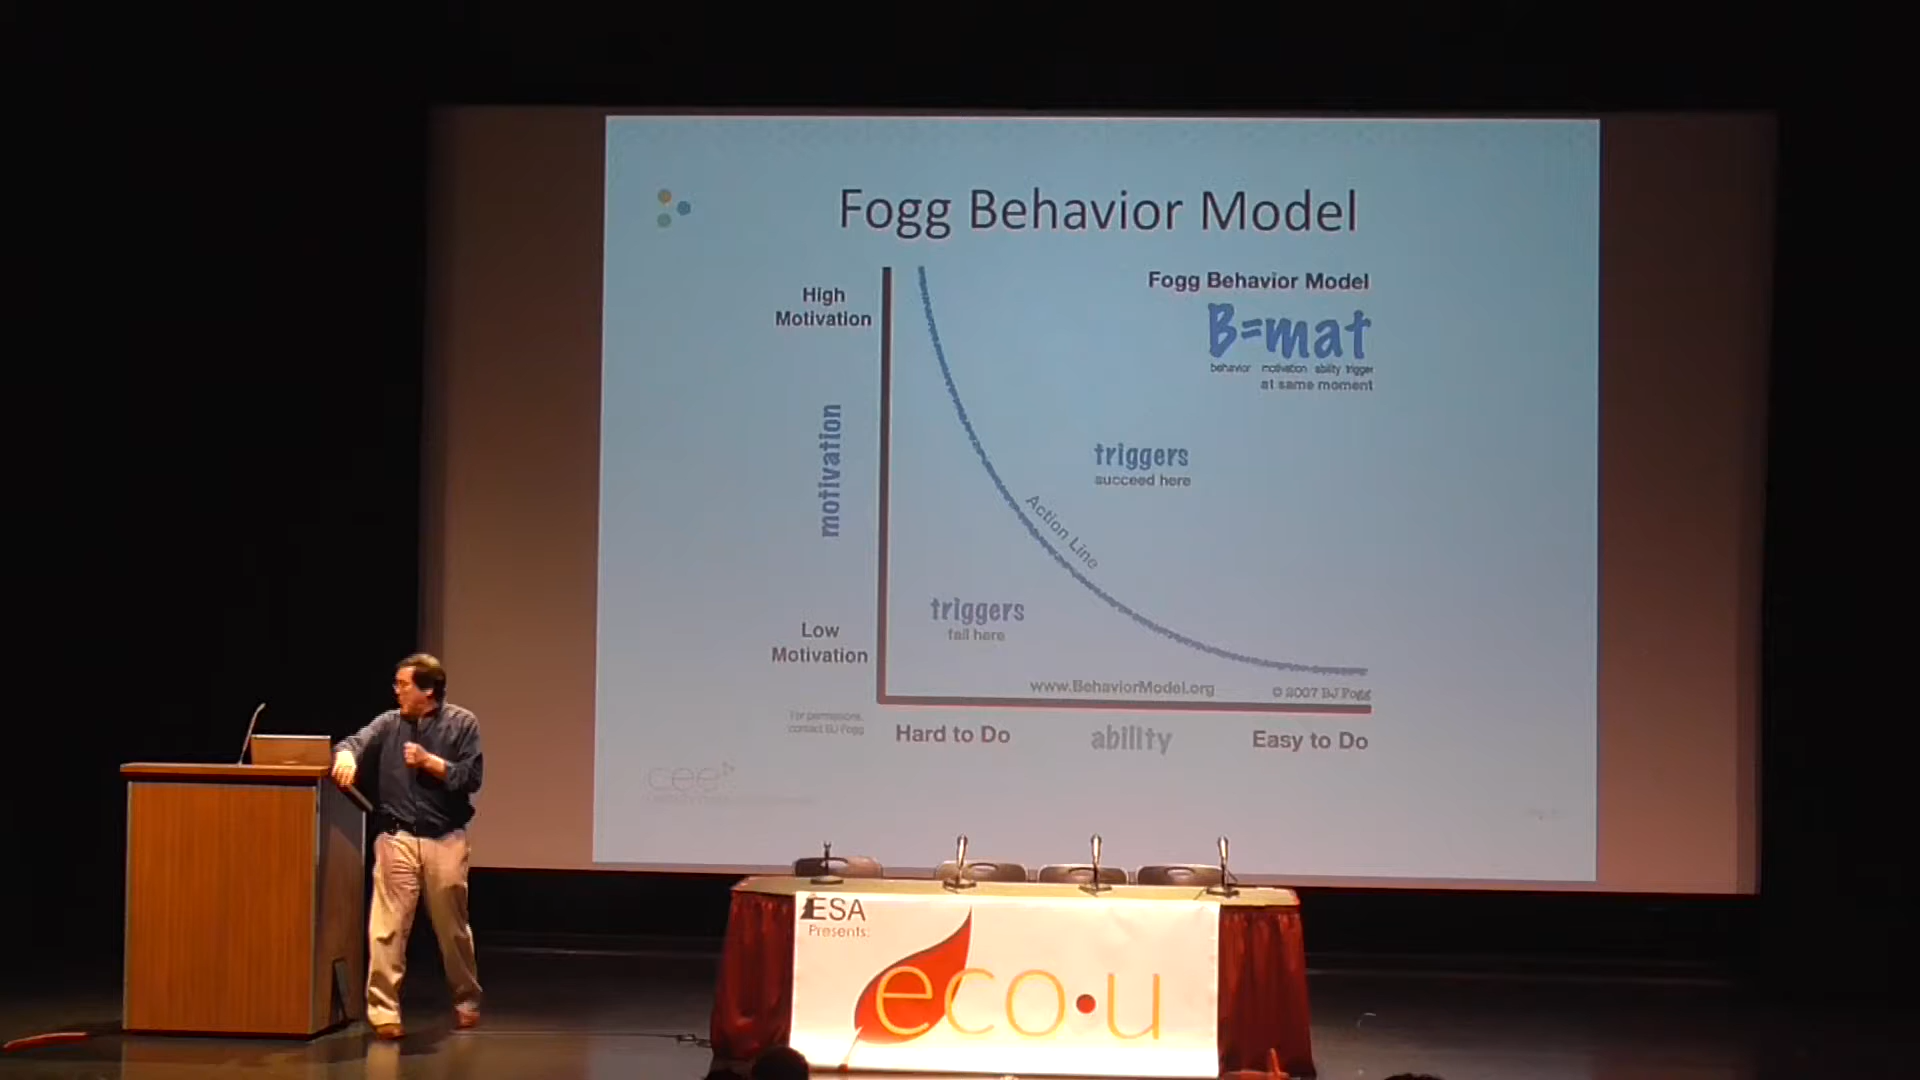 Fogg Behavior Model
High
Motivation
motivation
Low
Motivation
Fogg Behavior Model
B=mat
behavior motivation ability trigger
at same moment
triggers
succeed here
Action Line
triggers
fail here
www.BehaviorModel.org
© 2007 BJ Fogg
For permissions,
contact BJ Fogg
Hard to Do
ability
Easy to Do
cee
ESA
Presents:
eco•u